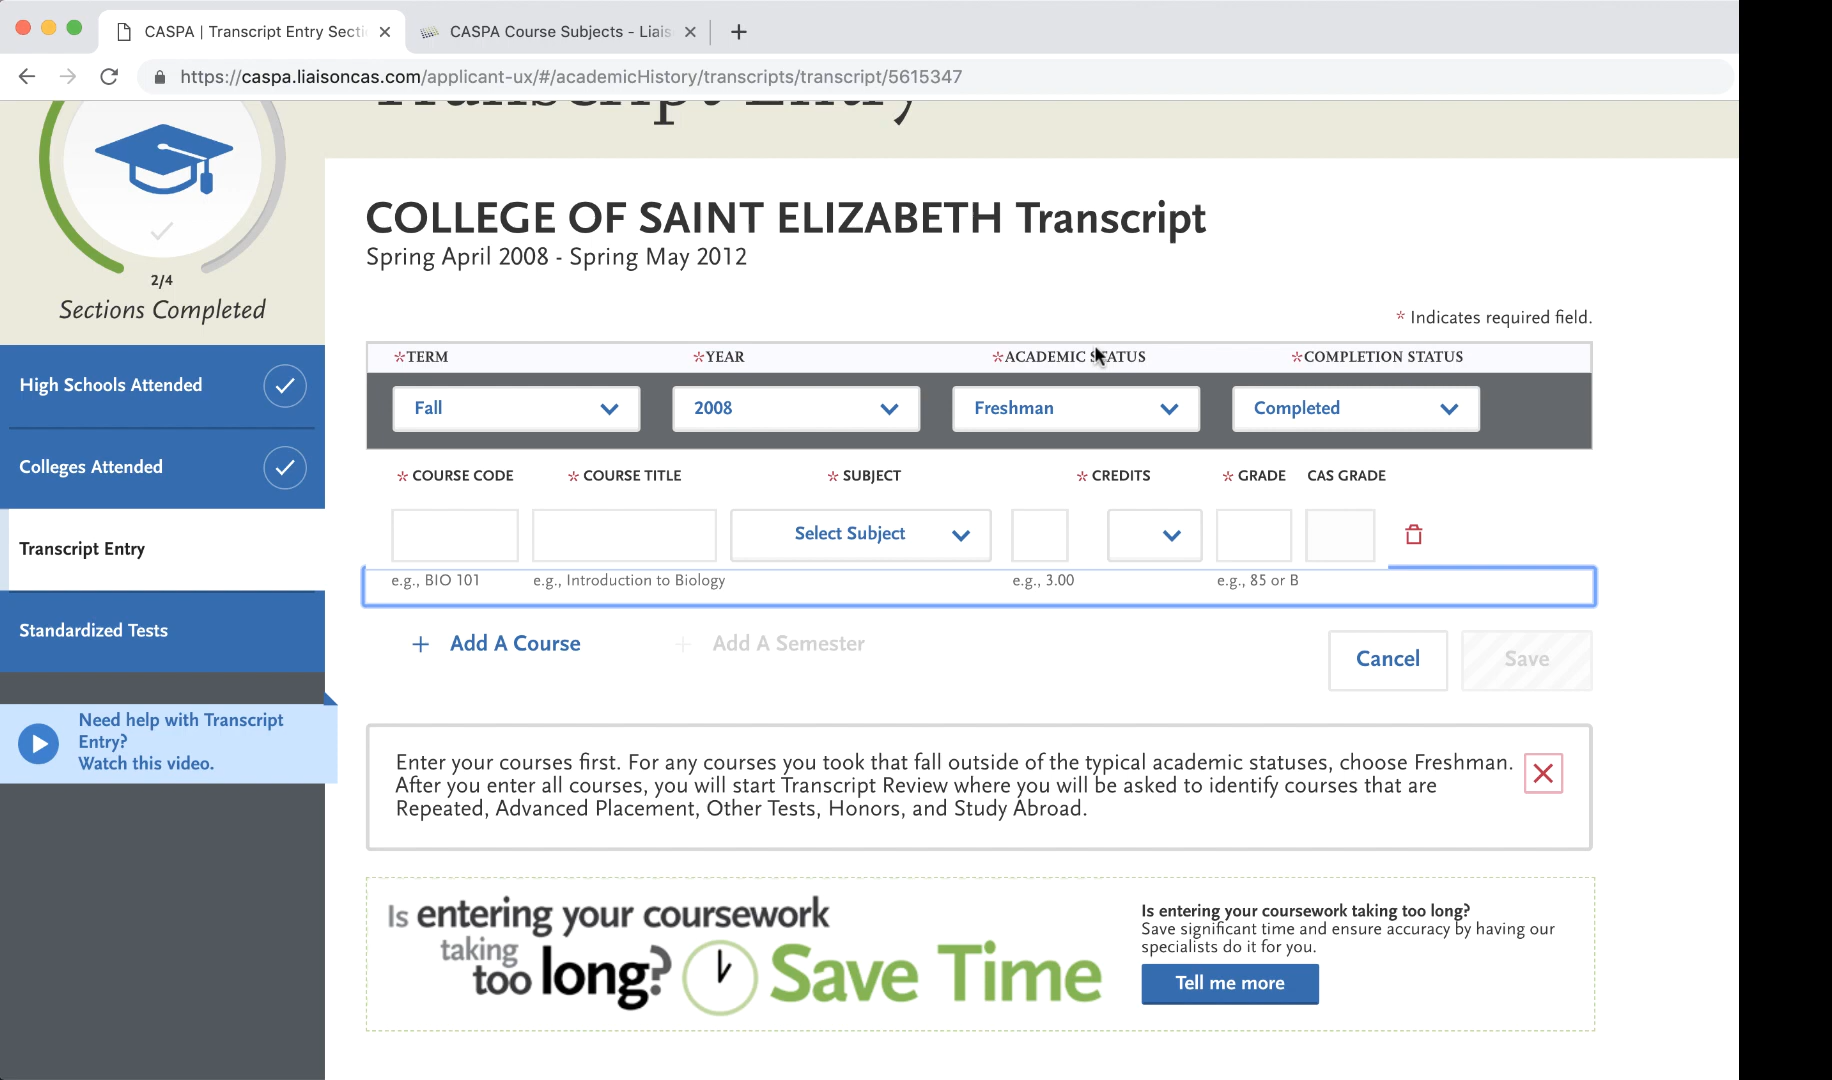 CASPA | Transcript Entry Secti
CASPA Course Subjects - Liais
https://caspa.liaisoncas.com/applicant-ux/#/academicHistory/transcripts/transcript/5615347
Transcript Entry
2/4
Sections Completed
High Schools Attended
Colleges Attended
Transcript Entry
Standardized Tests
Need help with Transcript
Entry?
Watch this video.
COLLEGE OF SAINT ELIZABETH Transcript
Spring April 2008 - Spring May 2012
* Indicates required field.
*TERM *YEAR *ACADEMIC STATUS *COMPLETION STATUS
Fall 2008 Freshman Completed
* COURSE CODE * COURSE TITLE * SUBJECT * CREDITS * GRADE CAS GRADE
Select Subject
e.g., BIO 101 e.g., Introduction to Biology e.g., 3.00 e.g., 85 or B
+ Add A Course + Add A Semester
Cancel Save
Enter your courses first. For any courses you took that fall outside of the typical academic statuses, choose Freshman.
After you enter all courses, you will start Transcript Review where you will be asked to identify courses that are
Repeated, Advanced Placement, Other Tests, Honors, and Study Abroad.
Is entering your coursework
taking
too long? Save Time
Is entering your coursework taking too long?
Save significant time and ensure accuracy by having our
specialists do it for you.
Tell me more